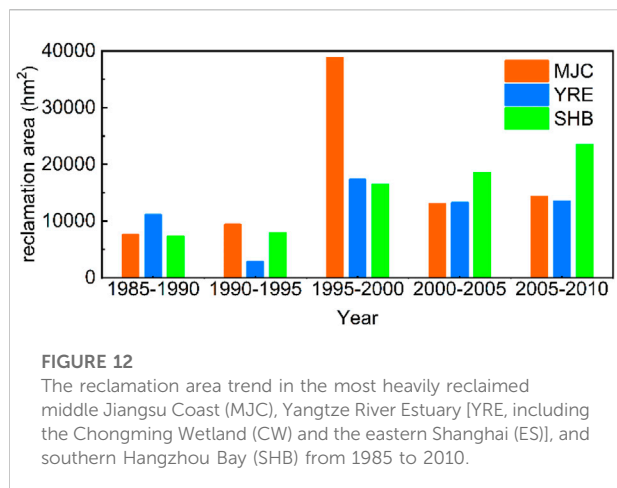 40000
30000
20000
10000
0
reclamation area (hm²)
MJC
YRE
SHB
1985-1990 1990-1995 1995-2000 2000-2005 2005-2010
Year
FIGURE 12
The reclamation area trend in the most heavily reclaimed
middle Jiangsu Coast (MJC), Yangtze River Estuary [YRE, including
the Chongming Wetland (CW) and the eastern Shanghai (ES)], and
southern Hangzhou Bay (SHB) from 1985 to 2010.